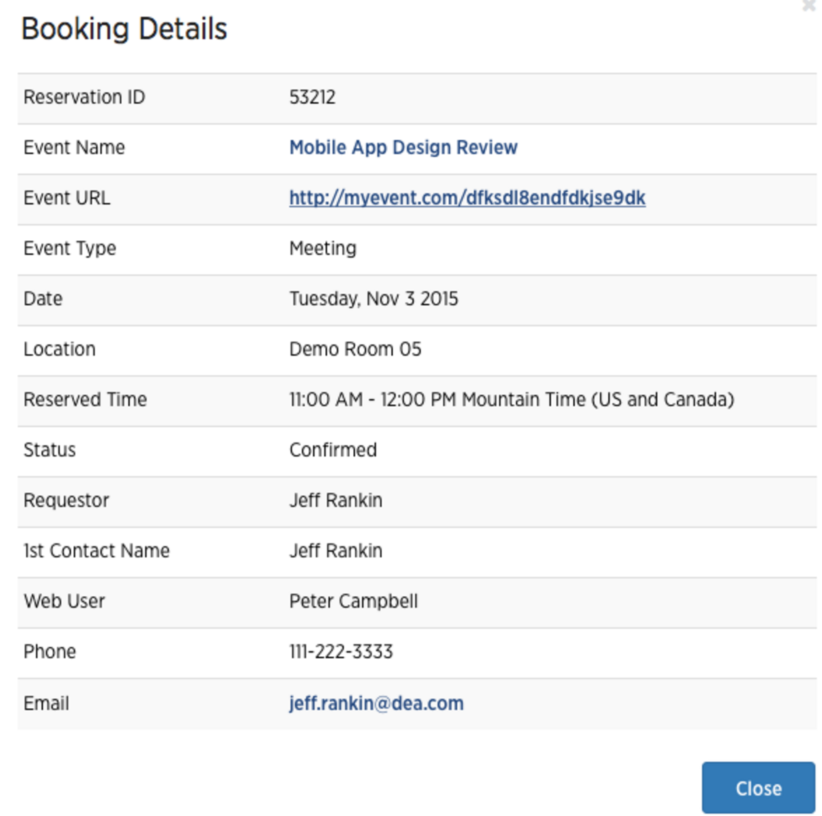 Booking Details
Reservation ID 53212
Event Name Mobile App Design Review
Event URL http://myevent.com/dfksdl8endfdkjse9dk
Event Type Meeting
Date Tuesday, Nov 3 2015
Location Demo Room 05
Reserved Time 11:00 AM - 12:00 PM Mountain Time (US and Canada)
Status Confirmed
Requestor Jeff Rankin
1st Contact Name Jeff Rankin
Web User Peter Campbell
Phone 111-222-3333
Email jeff.rankin@dea.com
Close